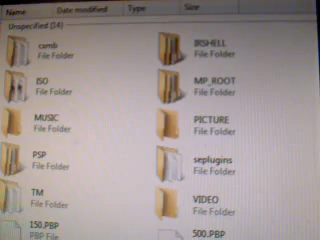 Name Date modified Type Size
Unspecified (14)
csmb
File Folder
IRSHELL
File Folder
ISO
File Folder
MP_ROOT
File Folder
MUSIC
File Folder
PICTURE
File Folder
PSP
File Folder
seplugins
File Folder
TM
File Folder
VIDEO
File Folder
150.PBP
PBP File
500.PBP